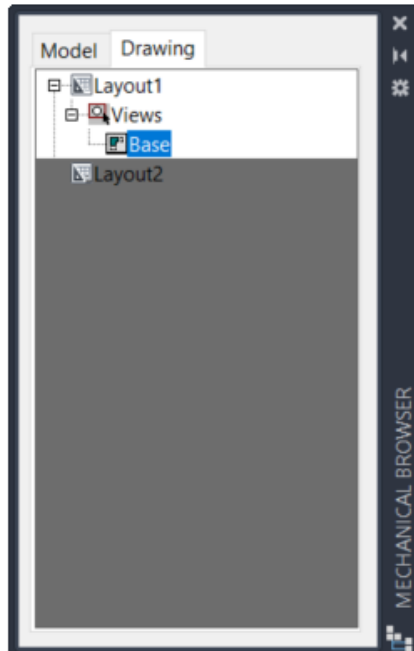 Model Drawing
Layout1
Views
Base
Layout2
MECHANICAL BROWSER